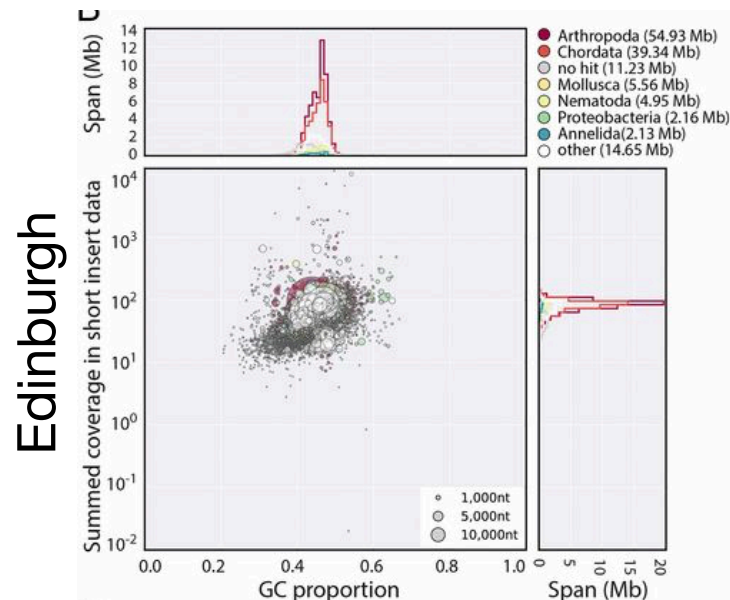 Edinburgh
Span (Mb)
14
12
10
8
6
4
2
0
Arthropoda (54.93 Mb)
Chordata (39.34 Mb)
no hit (11.23 Mb)
Mollusca (5.56 Mb)
Nematoda (4.95 Mb)
Proteobacteria (2.16 Mb)
Annelida(2.13 Mb)
other (14.65 Mb)
Summed coverage in short insert data
10^4
10^3
10^2
10^1
10^0
10^-1
10^-2
1,000nt
5,000nt
10,000nt
0.0 0.2 0.4 0.6 0.8 1.0
GC proportion
0 5 10 15 20
Span (Mb)